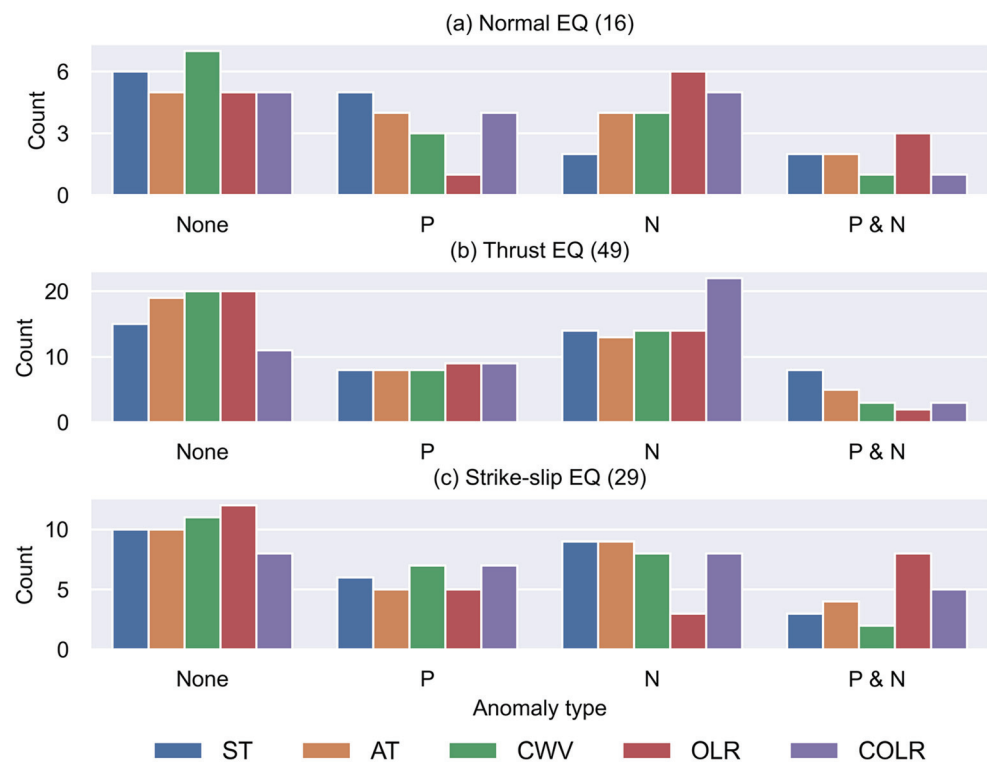 (a) Normal EQ (16)
6
3
0
Count
None P N P & N
(b) Thrust EQ (49)
20
10
0
Count
None P N P & N
(c) Strike-slip EQ (29)
10
5
0
Count
None P N P & N
Anomaly type
ST AT CWV OLR COLR